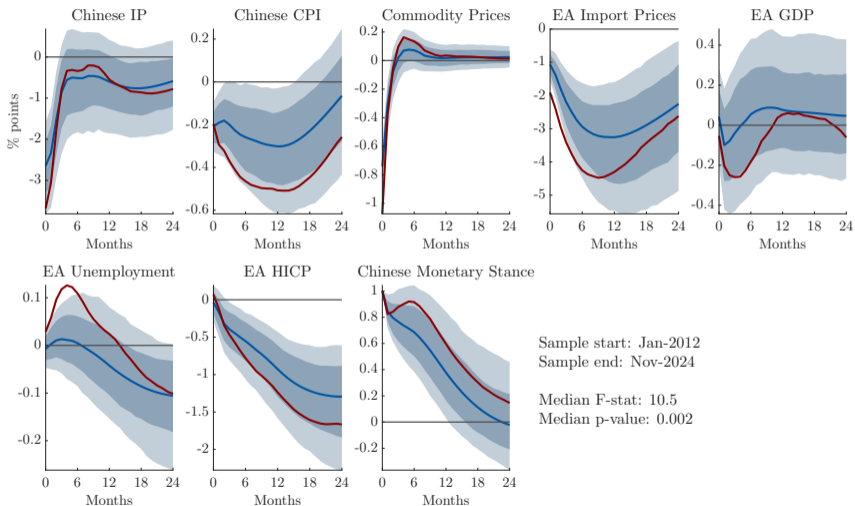 Chinese IP
Chinese CPI
Commodity Prices
EA Import Prices
EA GDP
% points
0
-1
-2
-3
0 6 12 18 24
Months
0.2
0
-0.2
-0.4
-0.6
0 6 12 18 24
Months
0.2
0
-0.2
-0.4
-0.6
-0.8
-1
0 6 12 18 24
Months
0
-1
-2
-3
-4
-5
0 6 12 18 24
Months
0.4
0.2
0
-0.2
-0.4
0 6 12 18 24
Months
EA Unemployment
EA HICP
Chinese Monetary Stance
0.1
0
-0.1
-0.2
0 6 12 18 24
Months
0
-0.5
-1
-1.5
-2
0 6 12 18 24
Months
1
0.8
0.6
0.4
0.2
0
-0.2
0 6 12 18 24
Months
Sample start: Jan-2012
Sample end: Nov-2024
Median F-stat: 10.5
Median p-value: 0.002